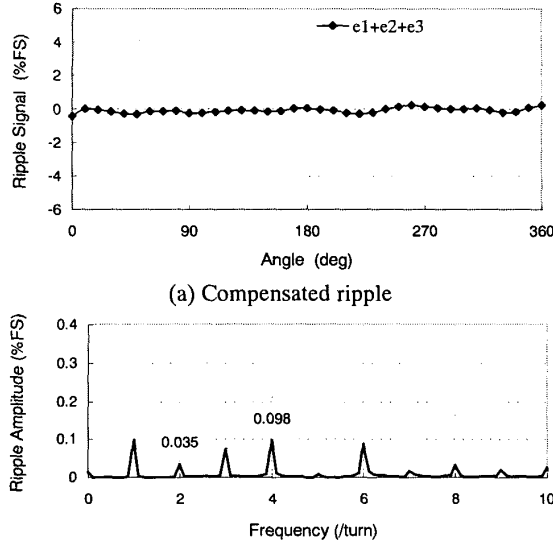 6
e1+e2+e3
4
2
0
-2
-4
-6
Ripple Signal (%FS)
0 90 180 270 360
Angle (deg)
(a) Compensated ripple
0.4
0.3
0.2
0.1
0
Ripple Amplitude (%FS)
0.035
0.098
0 2 4 6 8 10
Frequency (/turn)